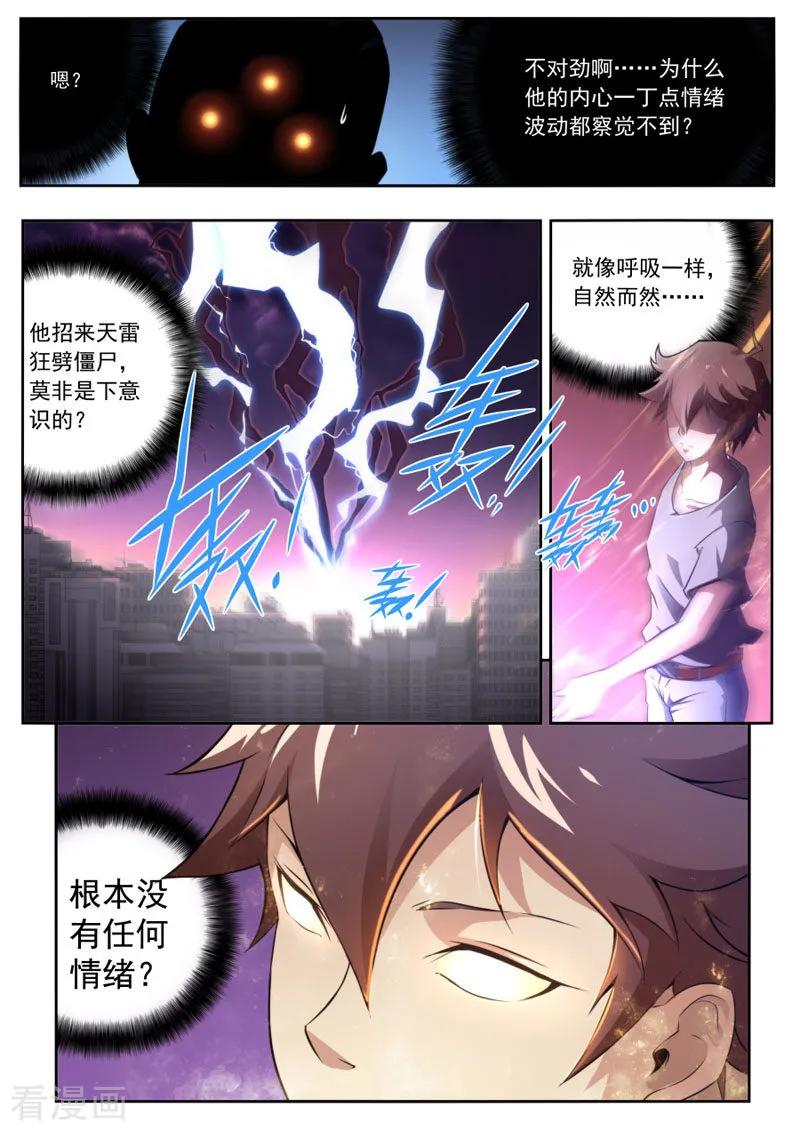 嗯？
不对劲啊……为什么
他的内心一丁点情绪
波动都察觉不到？
他招来天雷
狂劈僵尸，
莫非是下意
识的？
轰！
轰！！
轰！
就像呼吸一样，
自然而然……
轰轰…
根本没
有任何
情绪？
看漫画